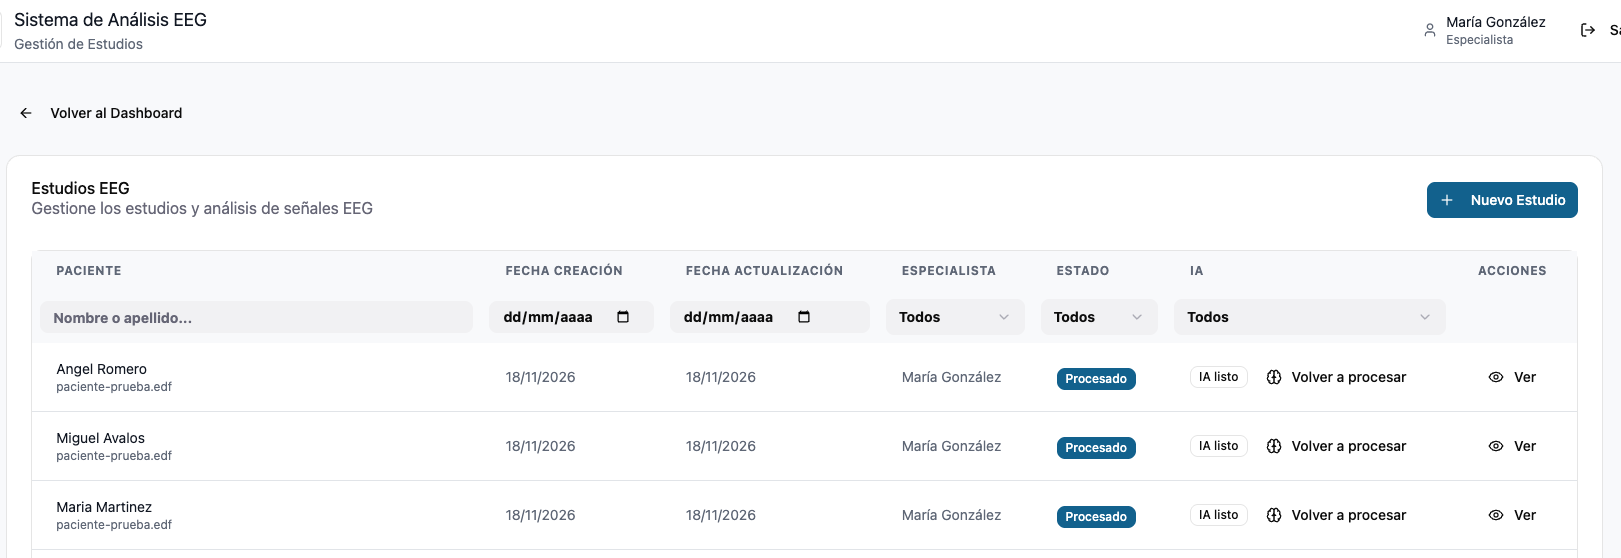 Sistema de Análisis EEG
Gestión de Estudios
María González
Especialista
Volver al Dashboard
Estudios EEG
Gestione los estudios y análisis de señales EEG
Nuevo Estudio
PACIENTE FECHA CREACIÓN FECHA ACTUALIZACIÓN ESPECIALISTA ESTADO IA ACCIONES
Nombre o apellido... dd/mm/aaaa dd/mm/aaaa Todos Todos Todos
Angel Romero
paciente-prueba.edf
18/11/2026 18/11/2026 María González Procesado IA listo Volver a procesar Ver
Miguel Avalos
paciente-prueba.edf
18/11/2026 18/11/2026 María González Procesado IA listo Volver a procesar Ver
Maria Martinez
paciente-prueba.edf
18/11/2026 18/11/2026 María González Procesado IA listo Volver a procesar Ver